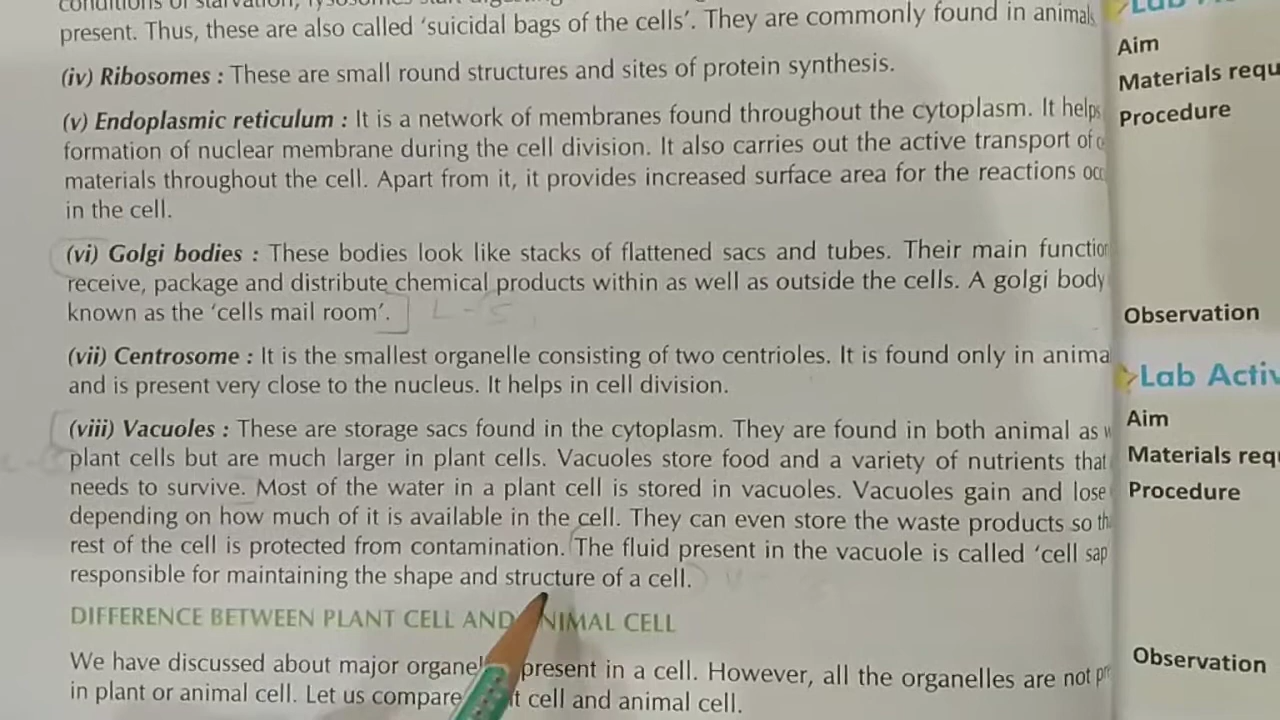 present. Thus, these are also called ‘suicidal bags of the cells’. They are commonly found in animals
(iv) Ribosomes : These are small round structures and sites of protein synthesis.
(v) Endoplasmic reticulum : It is a network of membranes found throughout the cytoplasm. It helps
formation of nuclear membrane during the cell division. It also carries out the active transport of
materials throughout the cell. Apart from it, it provides increased surface area for the reactions
in the cell.
(vi) Golgi bodies : These bodies look like stacks of flattened sacs and tubes. Their main function
receive, package and distribute chemical products within as well as outside the cells. A golgi body
known as the ‘cells mail room’. L-S
(vii) Centrosome : It is the smallest organelle consisting of two centrioles. It is found only in
and is present very close to the nucleus. It helps in cell division.
(viii) Vacuoles : These are storage sacs found in the cytoplasm. They are found in both animal as
plant cells but are much larger in plant cells. Vacuoles store food and a variety of nutrients that
needs to survive. Most of the water in a plant cell is stored in vacuoles. Vacuoles gain and lose
depending on how much of it is available in the cell. They can even store the waste products so
rest of the cell is protected from contamination. The fluid present in the vacuole is called ‘cell sap
responsible for maintaining the shape and structure of a cell.
DIFFERENCE BETWEEN PLANT CELL AND ANIMAL CELL
We have discussed about major present in a cell. However, all the organelles are not
in plant or animal cell. Let us compare cell and animal cell.
Aim
Materials
Procedure
Observation
Lab
Aim
Materials
Procedure
Observation